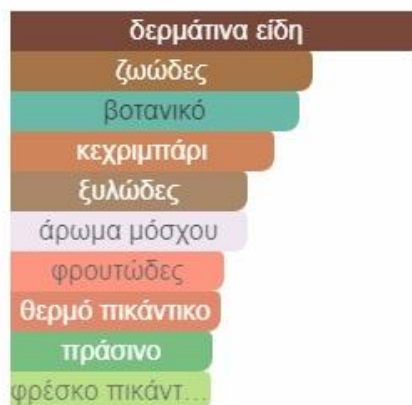 δερμάτινα είδη
ζωώδες
βοτανικό
κεχριμπάρι
ξυλώδες
άρωμα μόσχου
φρουτώδες
θερμό πικάντικο
πράσινο
φρέσκο πικάντ...